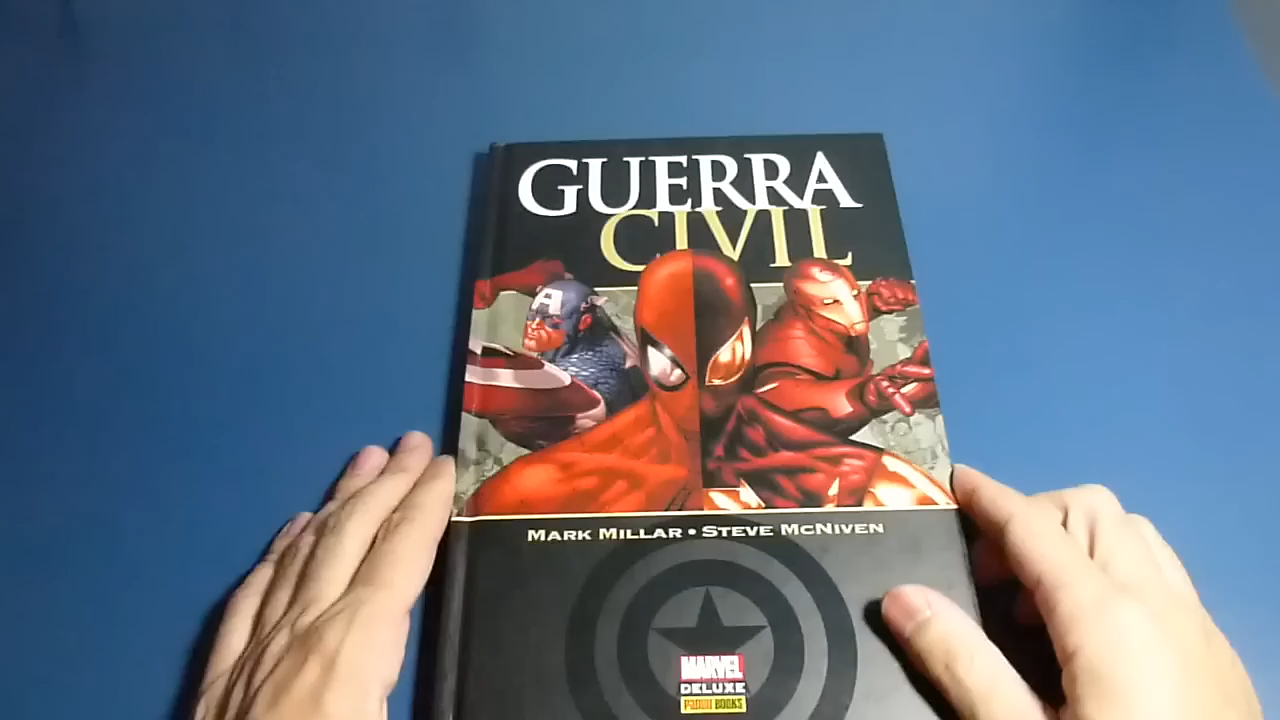 GUERRA
CIVIL
A
MARK MILLAR • STEVE MCNIVEN
MARVEL
DELUXE
PANINI BOOKS